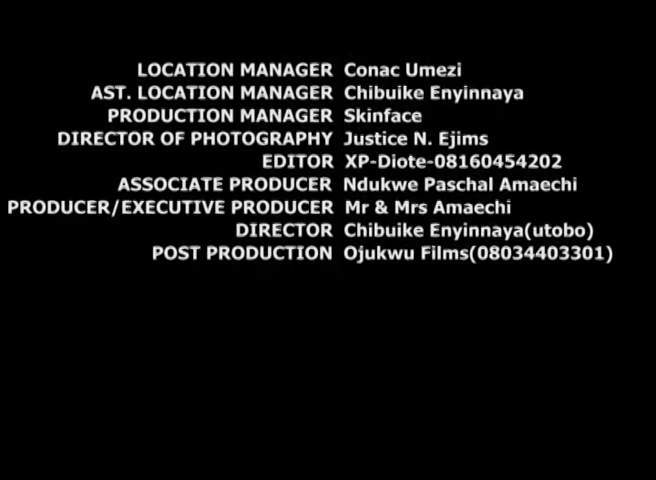 LOCATION MANAGER Conac Umezi
AST. LOCATION MANAGER Chibuike Enyinnaya
PRODUCTION MANAGER Skinface
DIRECTOR OF PHOTOGRAPHY Justice N. Ejims
EDITOR XP-Diote-08160454202
ASSOCIATE PRODUCER Ndukwe Paschal Amaechi
PRODUCER/EXECUTIVE PRODUCER Mr & Mrs Amaechi
DIRECTOR Chibuike Enyinnaya(utobo)
POST PRODUCTION Ojukwu Films(08034403301)